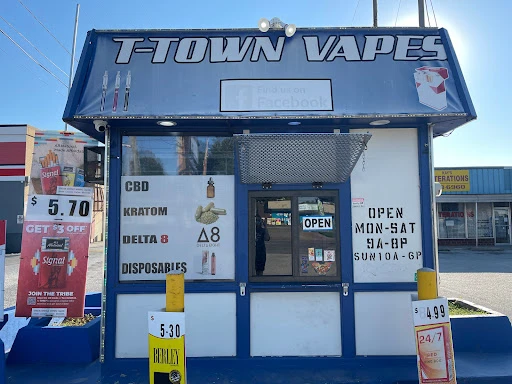 T-TOWN VAPES
Find us on
Facebook
CBD
KRATOM
DELTA 8
DISPOSABLES
Δ8
OPEN
OPEN
MON-SAT
9A-8P
SUN10A-6P
Signal
$5.70
GET $3 OFF
Signal
JOIN THE TRIBE
$
5.30
BERLEY
$4.99
24/7